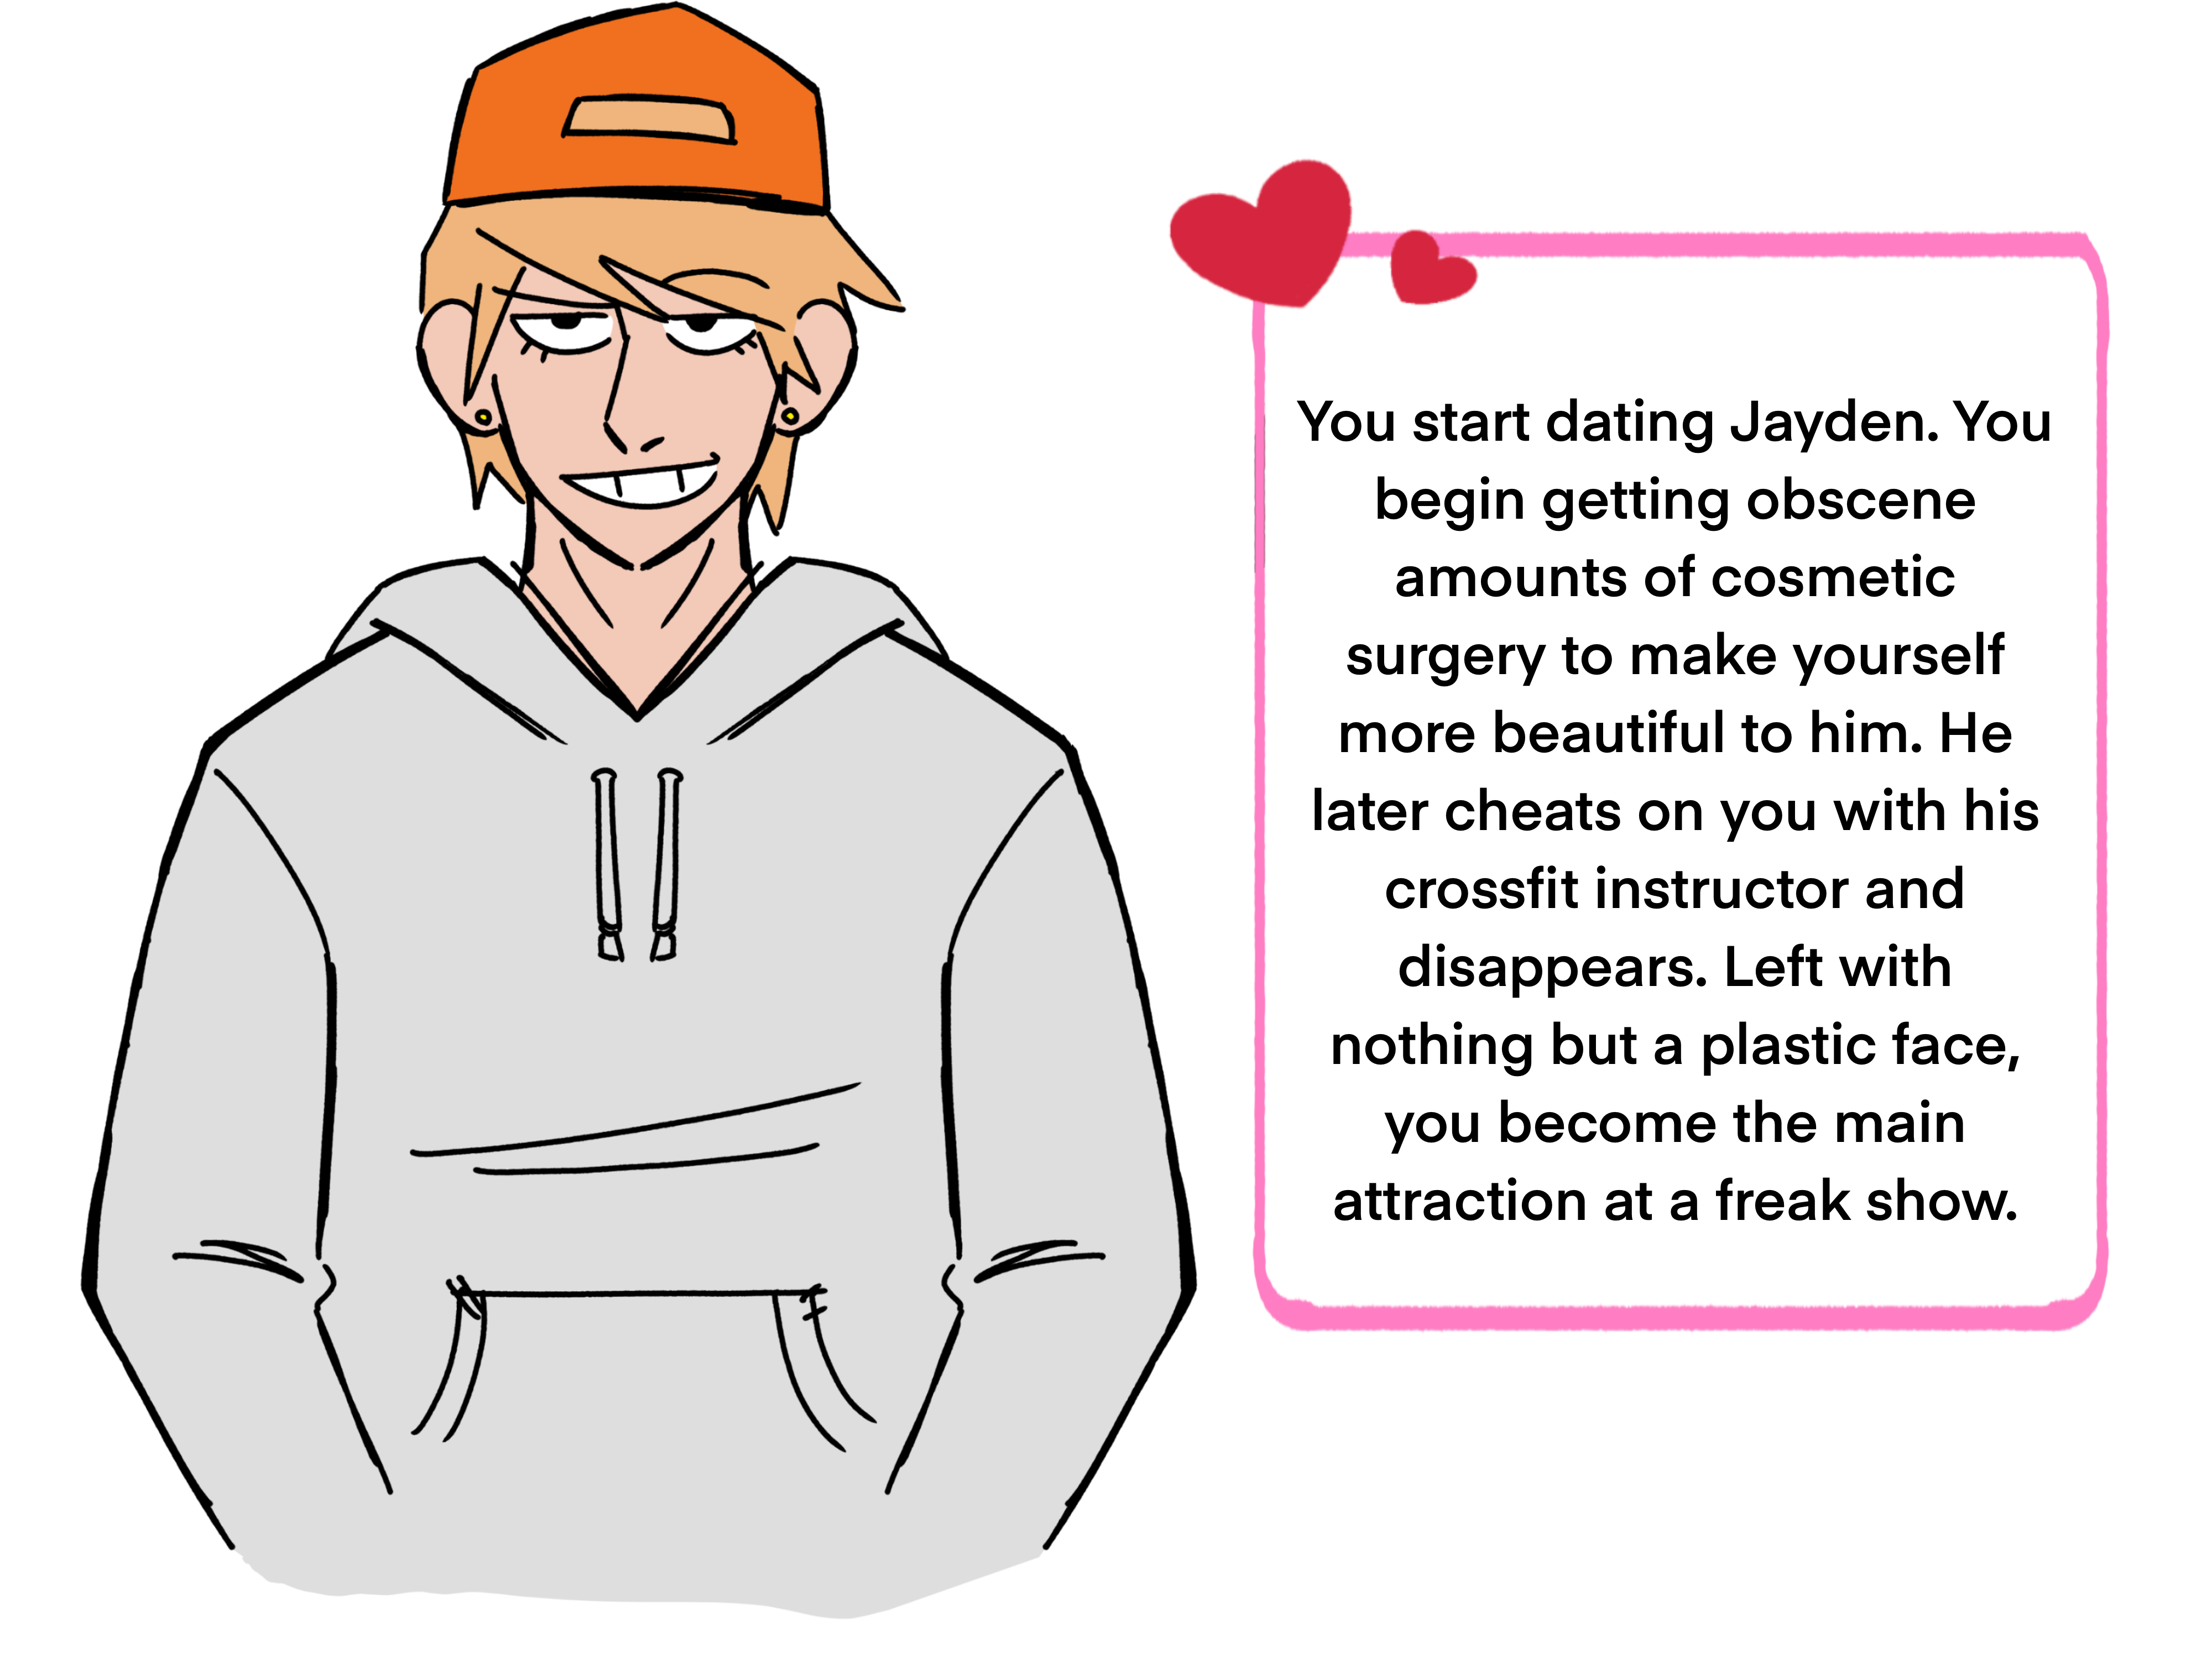 You start dating Jayden. You
begin getting obscene
amounts of cosmetic
surgery to make yourself
more beautiful to him. He
later cheats on you with his
crossfit instructor and
disappears. Left with
nothing but a plastic face,
you become the main
attraction at a freak show.